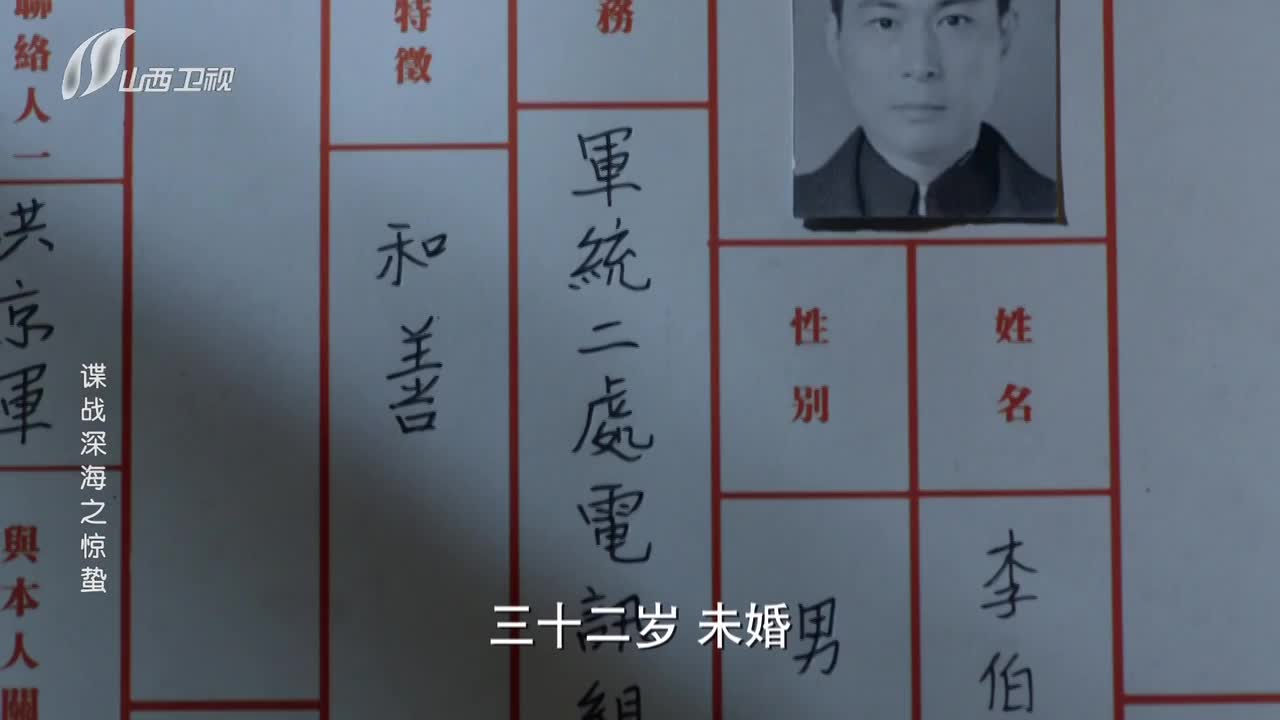 山西卫视
谍战深海之惊蛰
姓名
李伯
性别
男
務
軍統二處電訊組
特徵
和善
聯絡人一
洪京軍
與本人關
三十二岁 未婚